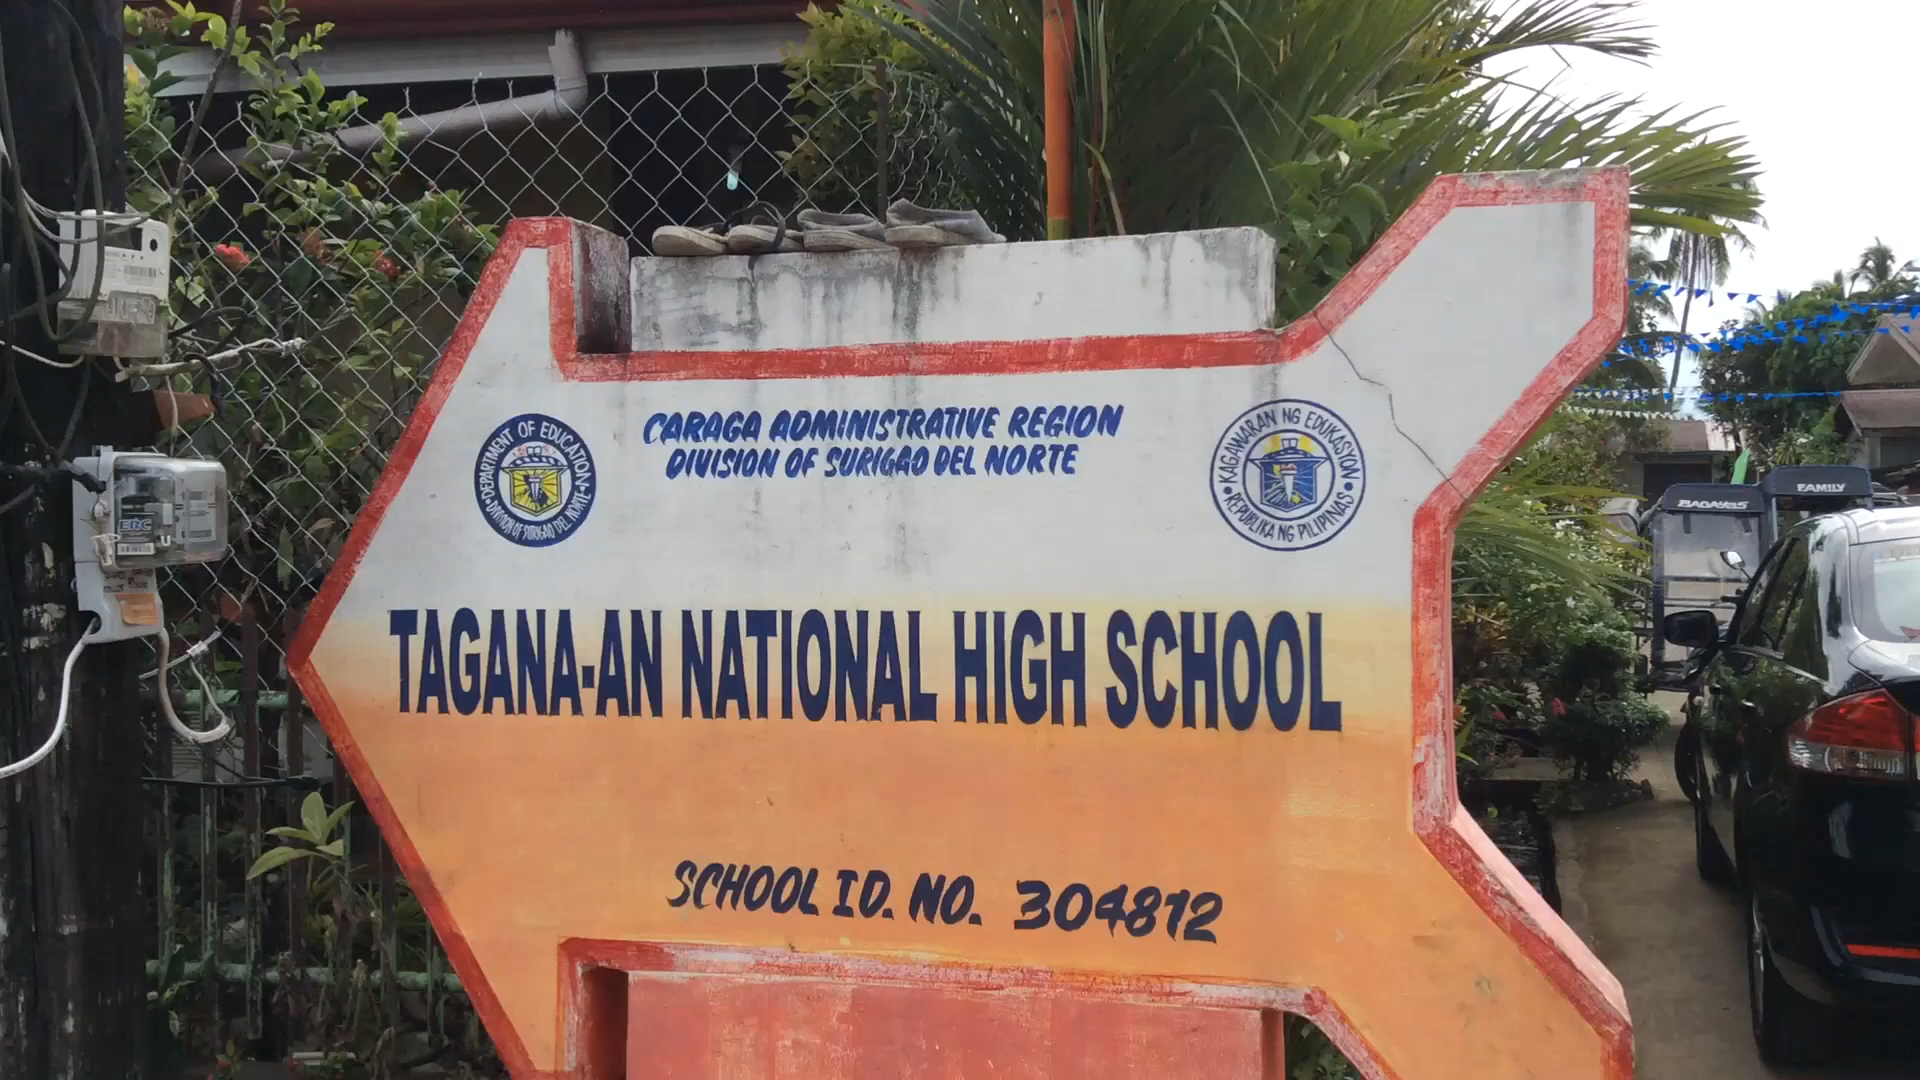 CARAGA ADMINISTRATIVE REGION
DIVISION OF SURIGAO DEL NORTE
DEPARTMENT OF EDUCATION
DIVISION OF SURIGAO DEL NORTE
KAGAWARAN NG EDUKASYON
REPUBLIKA NG PILIPINAS
TAGANA-AN NATIONAL HIGH SCHOOL
SCHOOL ID. NO. 304812
ERC
FAMILY